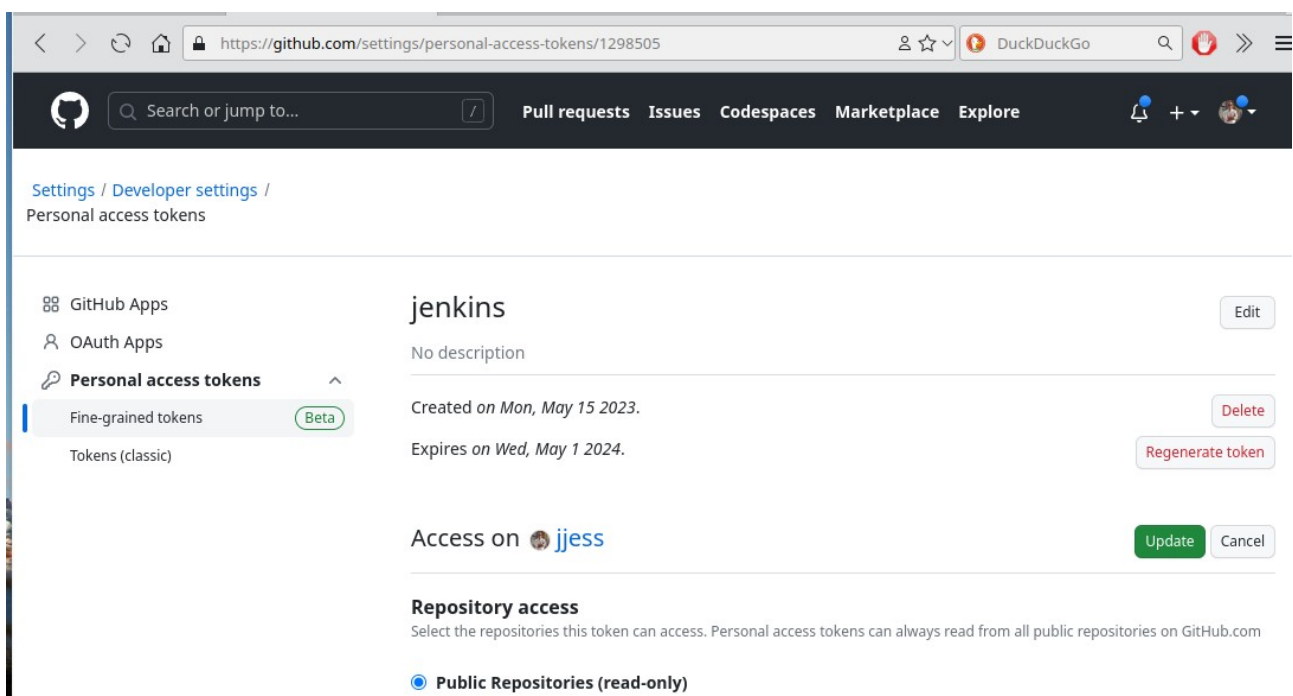 https://github.com/settings/personal-access-tokens/1298505 DuckDuckGo
Search or jump to... / Pull requests Issues Codespaces Marketplace Explore
Settings / Developer settings /
Personal access tokens
GitHub Apps
OAuth Apps
Personal access tokens
Fine-grained tokens Beta
Tokens (classic)
jenkins Edit
No description
Created on Mon, May 15 2023. Delete
Expires on Wed, May 1 2024. Regenerate token
Access on jjess Update Cancel
Repository access
Select the repositories this token can access. Personal access tokens can always read from all public repositories on GitHub.com
Public Repositories (read-only)